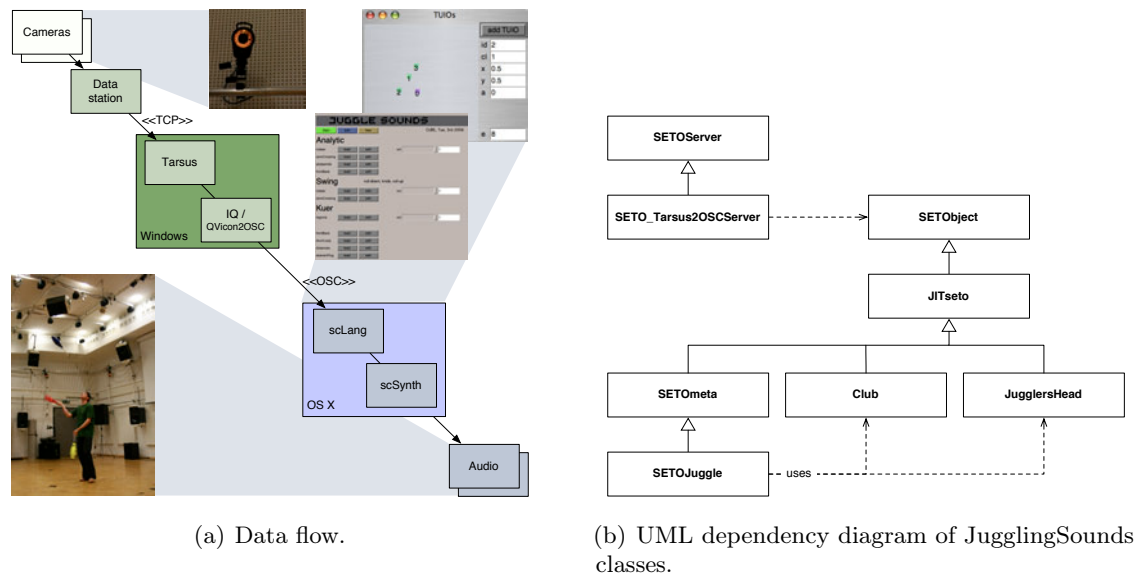 Cameras
Data
station
<<TCP>>
Tarsus
IQ /
QVicon2OSC
Windows
<<OSC>>
scLang
scSynth
OS X
Audio
TUIOs
add TUIO
id 2
cl 1
x 0.5
y 0.5
a 0
e 8
3
1
2
JUGGLE SOUNDS
Analytic
Swing
Kuer
(a) Data flow.
SETOServer
SETO_Tarsus2OSCServer
SETObject
JITseto
SETOmeta
Club
JugglersHead
SETOJuggle
uses
(b) UML dependency diagram of JugglingSounds
classes.